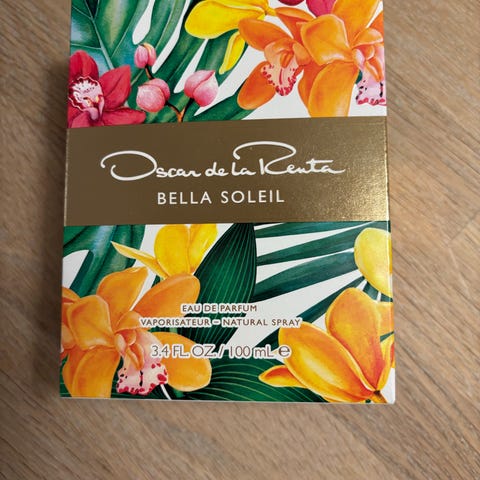 Oscar de la Renta
BELLA SOLEIL
EAU DE PARFUM
VAPORISATEUR – NATURAL SPRAY
3.4 FL. OZ. / 100 mL ℮